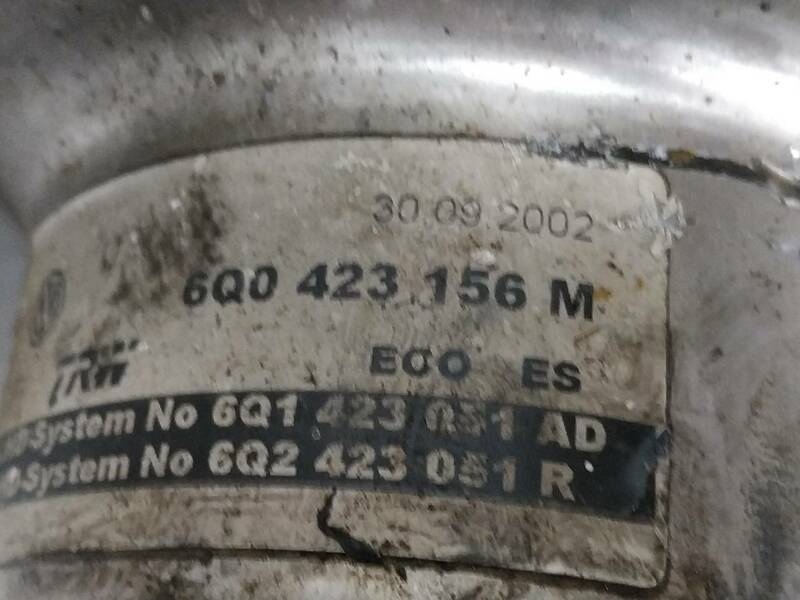 30.09.2002
6Q0 423 156 M
TRW
ECO ES
-System No 6Q1 423 051 AD
-System No 6Q2 423 051 R